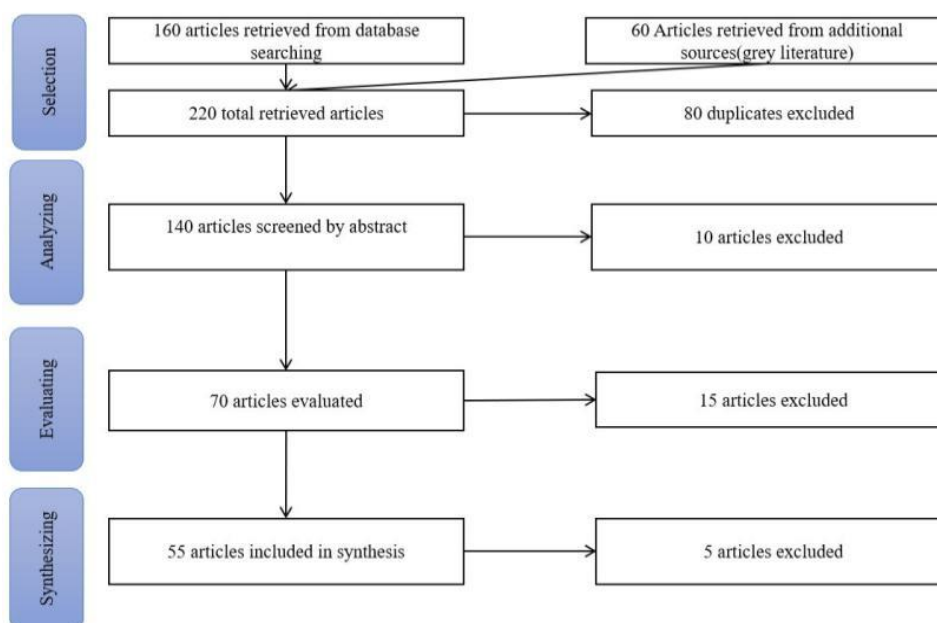 Selection
160 articles retrieved from database
searching
60 Articles retrieved from additional
sources(grey literature)
220 total retrieved articles
80 duplicates excluded
Analyzing
140 articles screened by abstract
10 articles excluded
Evaluating
70 articles evaluated
15 articles excluded
Synthesizing
55 articles included in synthesis
5 articles excluded